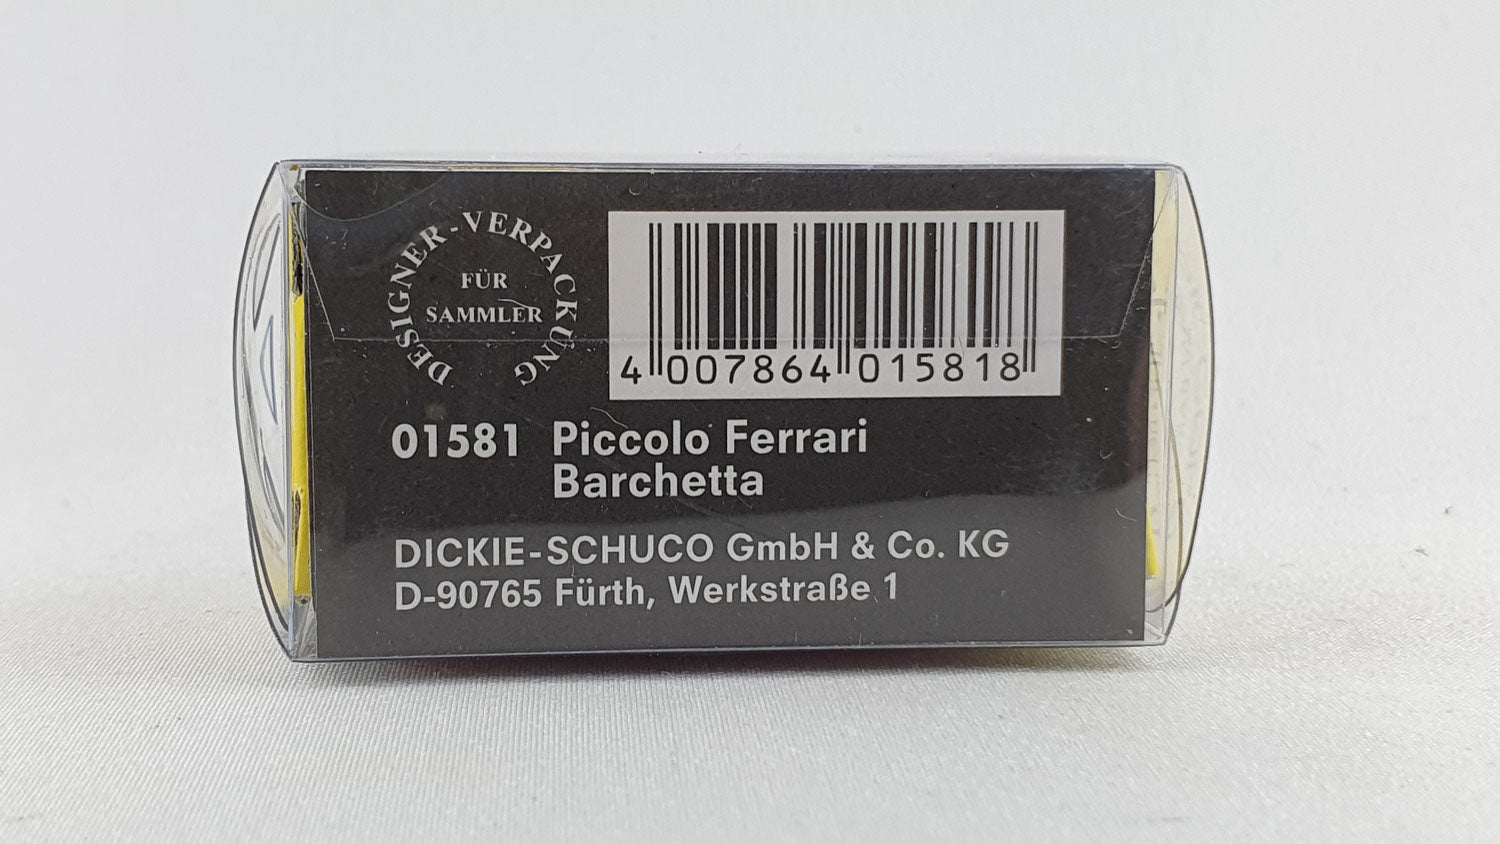 DESIGNER-VERPACKUNG
FÜR
SAMMLER
4 007864 015818
01581 Piccolo Ferrari
Barchetta
DICKIE-SCHUCO GmbH & Co. KG
D-90765 Fürth, Werkstraße 1